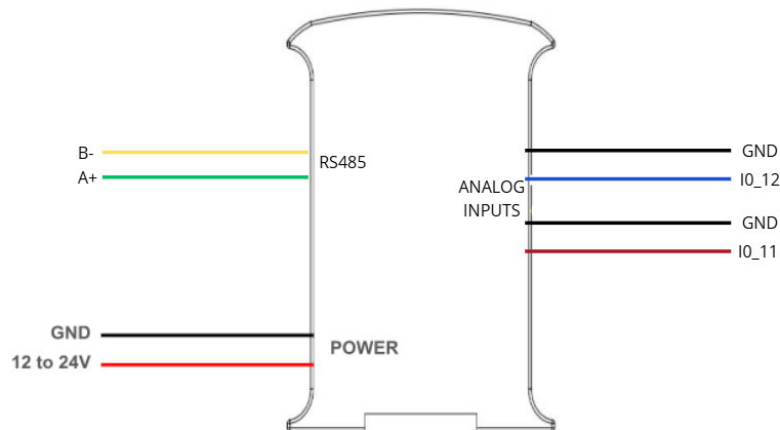 B-
A+
RS485
GND
12 to 24V
POWER
ANALOG
INPUTS
GND
I0_12
GND
I0_11